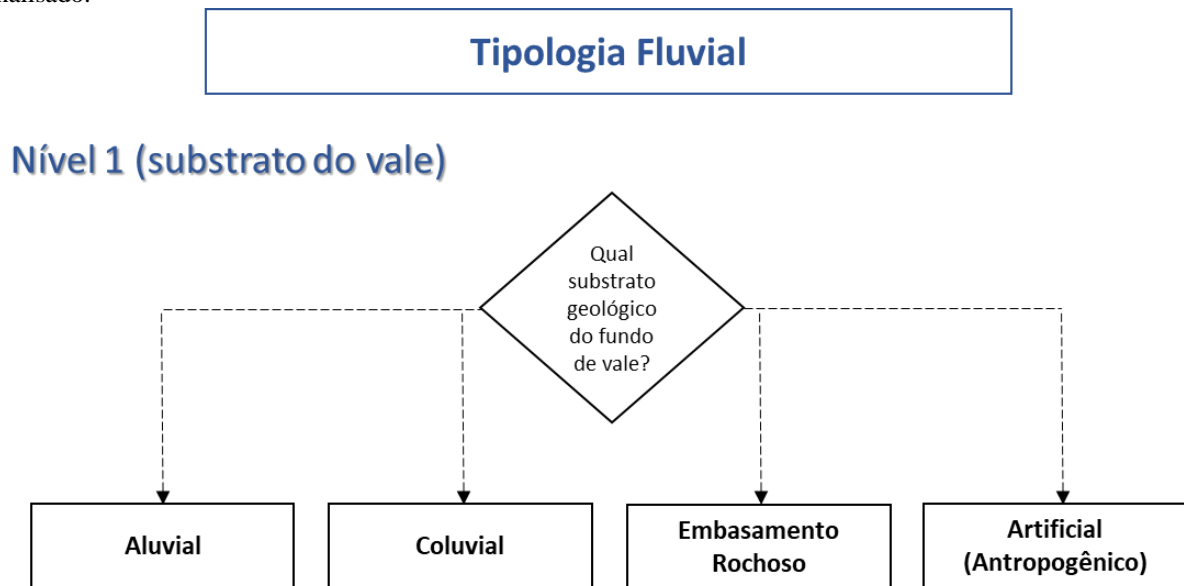 Tipologia Fluvial
Nível 1 (substrato do vale)
Qual
substrato
geológico
do fundo
de vale?
Aluvial
Coluvial
Embasamento
Rochoso
Artificial
(Antropogênico)